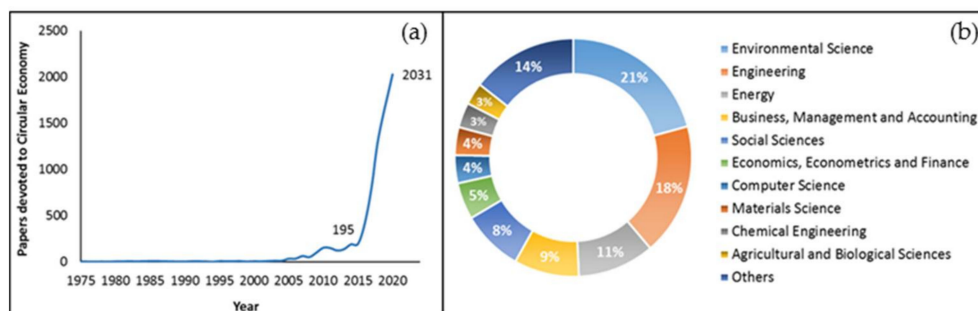 (a)
Papers devoted to Circular Economy
2500
2000
1500
1000
500
0
2031
195
1975 1980 1985 1990 1995 2000 2005 2010 2015 2020
Year
(b)
21%
18%
11%
9%
8%
5%
4%
4%
3%
3%
14%
Environmental Science
Engineering
Energy
Business, Management and Accounting
Social Sciences
Economics, Econometrics and Finance
Computer Science
Materials Science
Chemical Engineering
Agricultural and Biological Sciences
Others